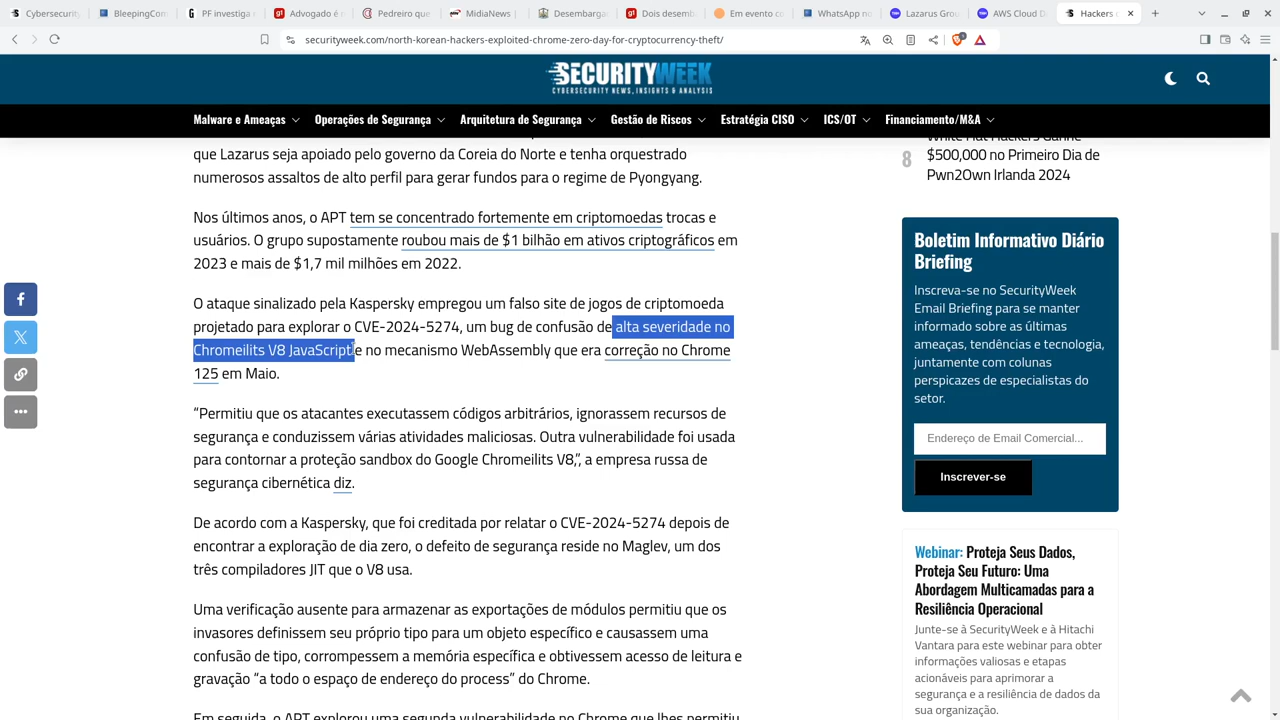 Cybersecurity
BleepingCom
PF investiga
Advogado é
Pedreiro que
MidiaNews |
Desembarga
Dois desemb
Em evento co
WhatsApp no
Lazarus Grou
AWS Cloud D
Hackers
securityweek.com/north-korean-hackers-exploited-chrome-zero-day-for-cryptocurrency-theft/
SECURITYWEEK
CYBERSECURITY NEWS, INSIGHTS & ANALYSIS
Malware e Ameaças
Operações de Segurança
Arquitetura de Segurança
Gestão de Riscos
Estratégia CISO
ICS/OT
Financiamento/M&A
que Lazarus seja apoiado pelo governo da Coreia do Norte e tenha orquestrado
numerosos assaltos de alto perfil para gerar fundos para o regime de Pyongyang.
Nos últimos anos, o APT tem se concentrado fortemente em criptomoedas trocas e
usuários. O grupo supostamente roubou mais de $1 bilhão em ativos criptográficos em
2023 e mais de $1,7 mil milhões em 2022.
O ataque sinalizado pela Kaspersky empregou um falso site de jogos de criptomoeda
projetado para explorar o CVE-2024-5274, um bug de confusão de alta severidade no
Chromeilits V8 JavaScript e no mecanismo WebAssembly que era correção no Chrome
125 em Maio.
“Permitiu que os atacantes executassem códigos arbitrários, ignorassem recursos de
segurança e conduzissem várias atividades maliciosas. Outra vulnerabilidade foi usada
para contornar a proteção sandbox do Google Chromeilits V8,”, a empresa russa de
segurança cibernética diz.
De acordo com a Kaspersky, que foi creditada por relatar o CVE-2024-5274 depois de
encontrar a exploração de dia zero, o defeito de segurança reside no Maglev, um dos
três compiladores JIT que o V8 usa.
Uma verificação ausente para armazenar as exportações de módulos permitiu que os
invasores definissem seu próprio tipo para um objeto específico e causassem uma
confusão de tipo, corrompessem a memória específica e obtivessem acesso de leitura e
gravação “a todo o espaço de endereço do process” do Chrome.
Em seguida, o APT explorou uma segunda vulnerabilidade no Chrome que lhes permitiu
White Hat Hackers Ganhe
8
$500,000 no Primeiro Dia de
Pwn2Own Irlanda 2024
Boletim Informativo Diário
Briefing
Inscreva-se no SecurityWeek
Email Briefing para se manter
informado sobre as últimas
ameaças, tendências e tecnologia,
juntamente com colunas
perspicazes de especialistas do
setor.
Endereço de Email Comercial...
Inscrever-se
Webinar: Proteja Seus Dados,
Proteja Seu Futuro: Uma
Abordagem Multicamadas para a
Resiliência Operacional
Junte-se à SecurityWeek e à Hitachi
Vantara para este webinar para obter
informações valiosas e etapas
acionáveis para aprimorar a
segurança e a resiliência de dados da
sua organização.